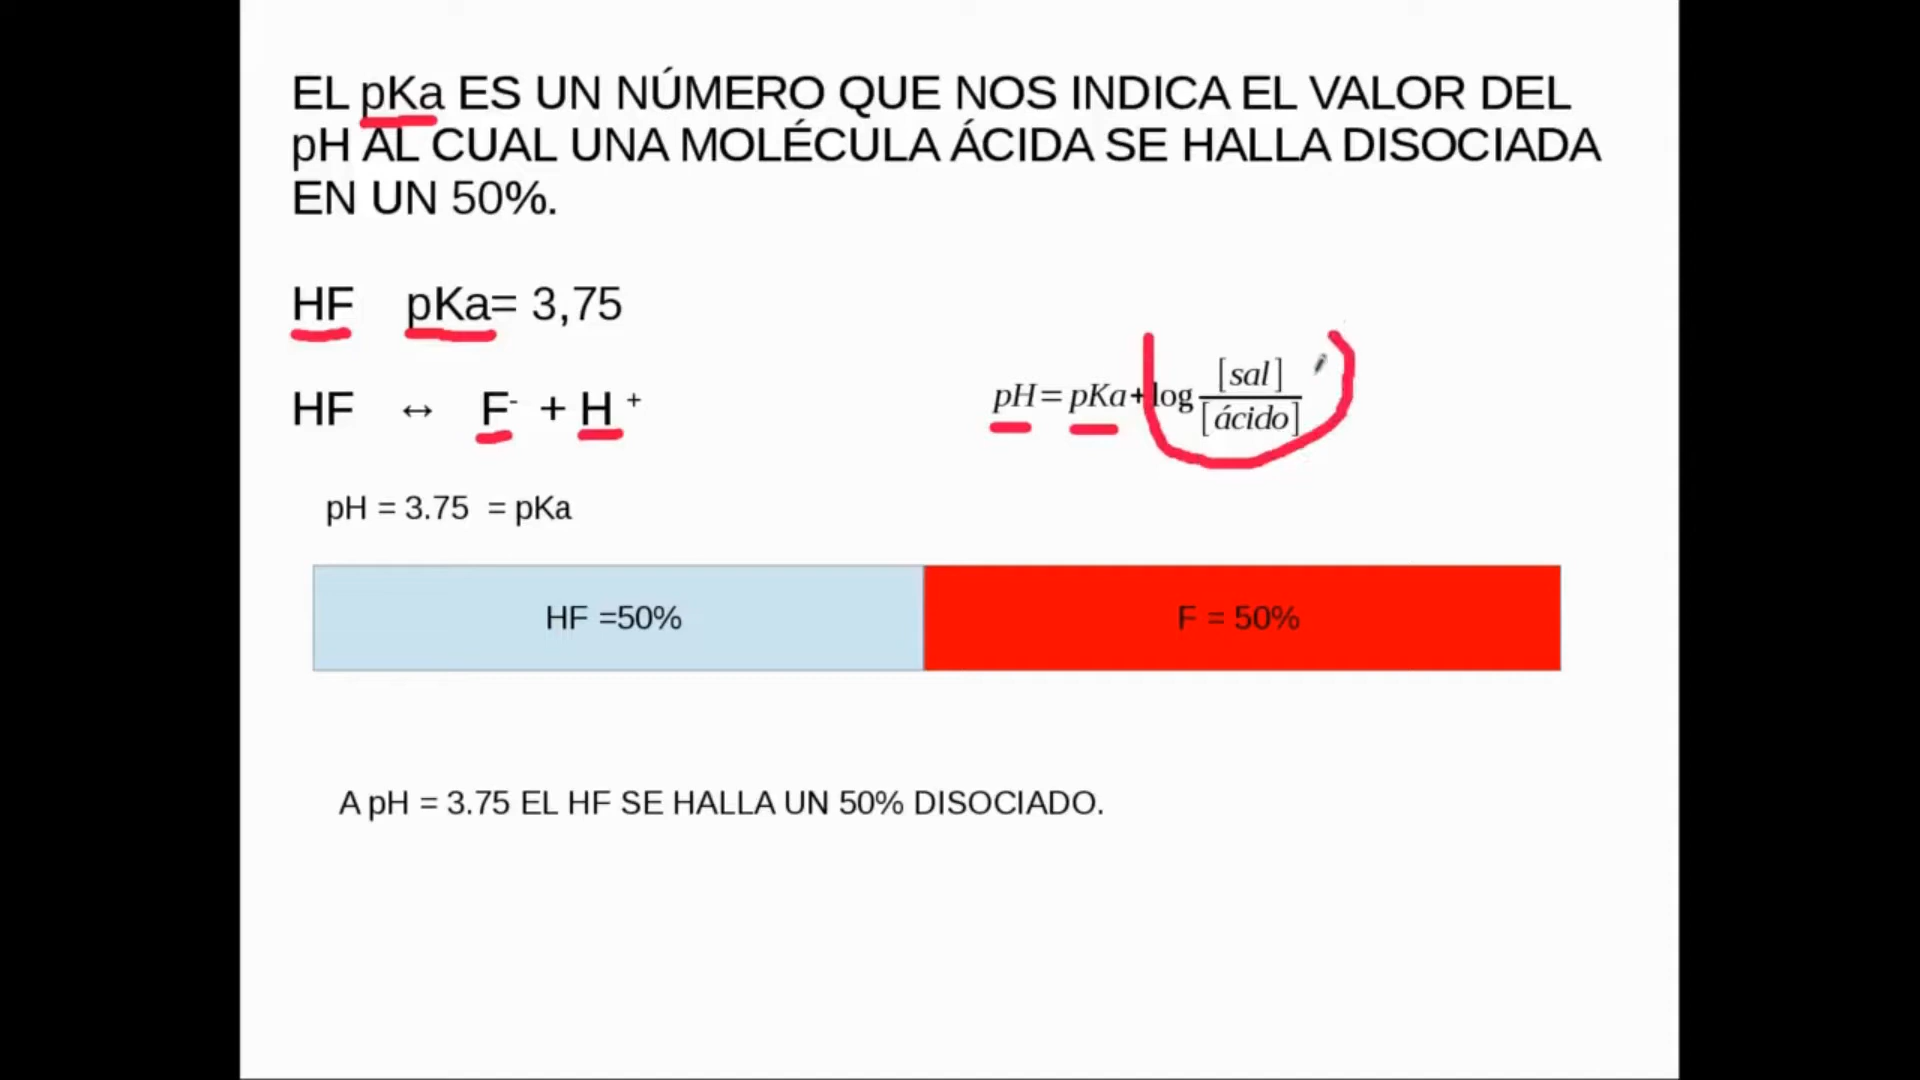 EL pKa ES UN NÚMERO QUE NOS INDICA EL VALOR DEL
pH AL CUAL UNA MOLÉCULA ÁCIDA SE HALLA DISOCIADA
EN UN 50%.
HF pKa= 3,75
HF ↔ F⁻ + H ⁺
pH = pKa + log [sal] / [ácido]
pH = 3.75 = pKa
HF =50%
F = 50%
A pH = 3.75 EL HF SE HALLA UN 50% DISOCIADO.